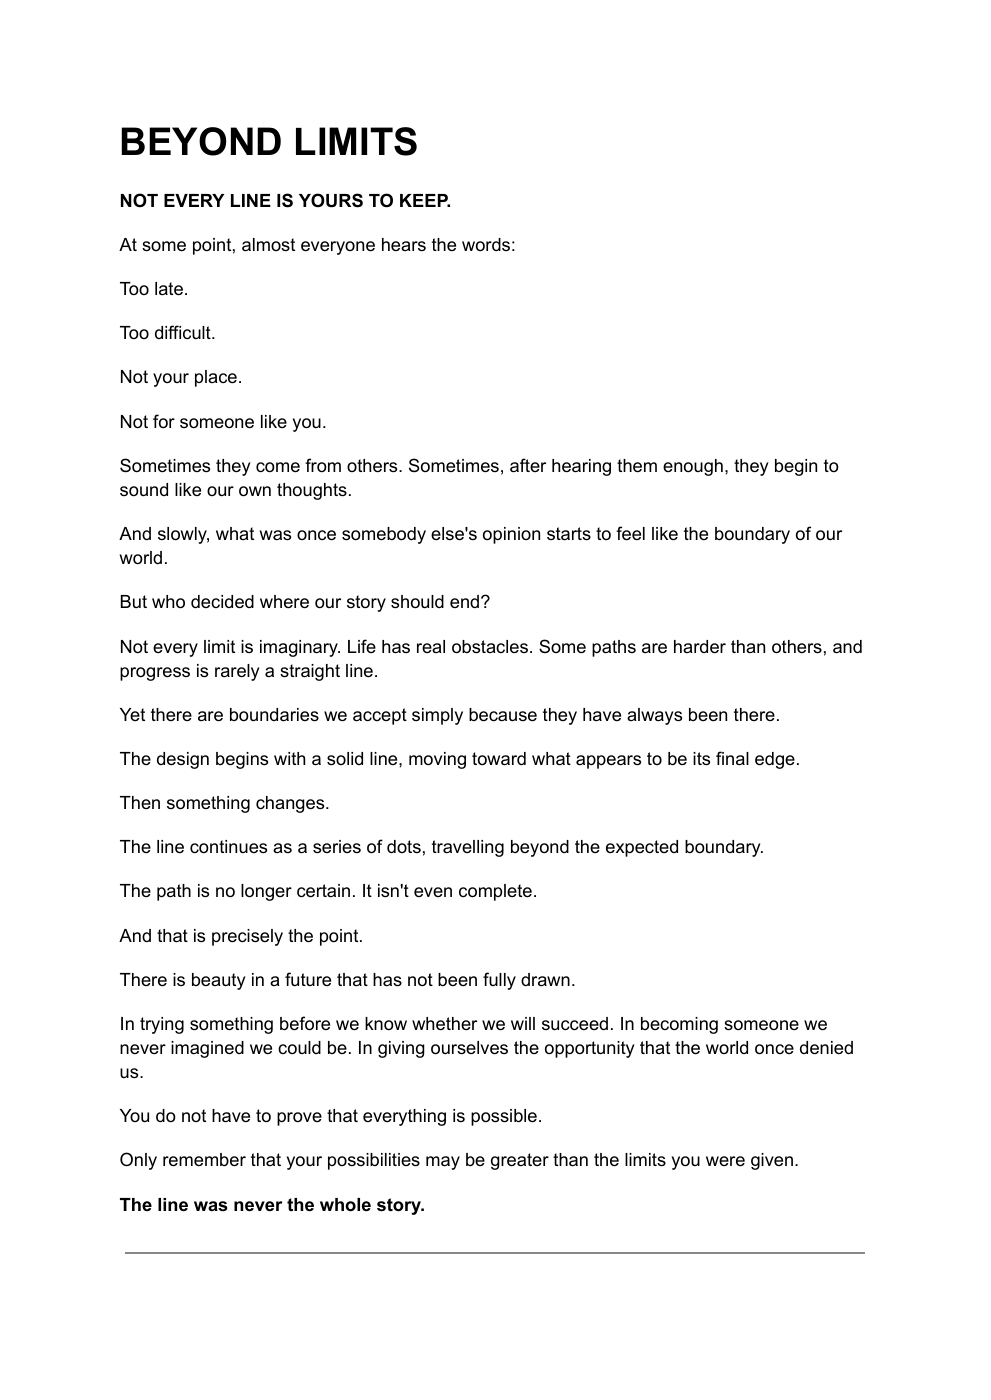 BEYOND LIMITS
NOT EVERY LINE IS YOURS TO KEEP.
At some point, almost everyone hears the words:
Too late.
Too difficult.
Not your place.
Not for someone like you.
Sometimes they come from others. Sometimes, after hearing them enough, they begin to
sound like our own thoughts.
And slowly, what was once somebody else's opinion starts to feel like the boundary of our
world.
But who decided where our story should end?
Not every limit is imaginary. Life has real obstacles. Some paths are harder than others, and
progress is rarely a straight line.
Yet there are boundaries we accept simply because they have always been there.
The design begins with a solid line, moving toward what appears to be its final edge.
Then something changes.
The line continues as a series of dots, travelling beyond the expected boundary.
The path is no longer certain. It isn't even complete.
And that is precisely the point.
There is beauty in a future that has not been fully drawn.
In trying something before we know whether we will succeed. In becoming someone we
never imagined we could be. In giving ourselves the opportunity that the world once denied
us.
You do not have to prove that everything is possible.
Only remember that your possibilities may be greater than the limits you were given.
The line was never the whole story.